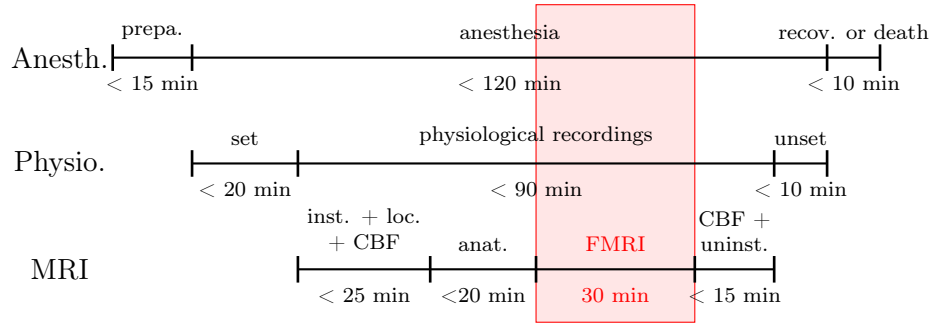 prepa. anesthesia recov. or death
Anesth.
< 15 min < 120 min < 10 min
set physiological recordings unset
Physio.
< 20 min < 90 min < 10 min
inst. + loc. CBF +
+ CBF anat. FMRI uninst.
MRI
< 25 min <20 min 30 min < 15 min